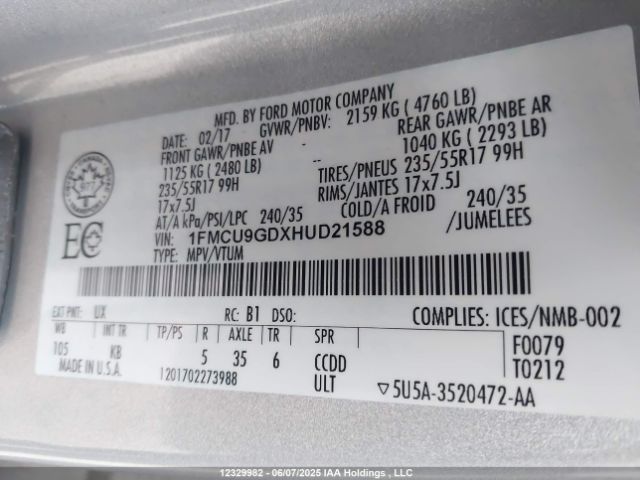 MFD. BY FORD MOTOR COMPANY
DATE: 02/17 GVWR/PNBV: 2159 KG ( 4760 LB)
FRONT GAWR/PNBE AV -- REAR GAWR/PNBE AR
1125 KG ( 2480 LB) 1040 KG ( 2293 LB)
235/55R17 99H TIRES/PNEUS 235/55R17 99H
17x7.5J RIMS/JANTES 17x7.5J
AT/A kPa/PSI/LPC 240/35 COLD/A FROID 240/35
VIN: 1FMCU9GDXHUD21588 /JUMELEES
TYPE: MPV/VTUM
EC
EXT PNT: UX RC: B1 DSO: COMPLIES: ICES/NMB-002
WB INT TR TP/PS R AXLE TR SPR F0079
105 KB 5 35 6 CCDD T0212
MADE IN U.S.A. 1201702273988 ULT ▽5U5A-3520472-AA
12329982 - 06/07/2025 IAA Holdings , LLC